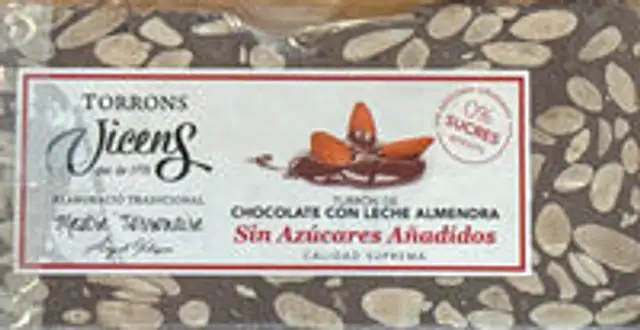 TORRONS
Vicens
ELABORACIÓ TRADICIONAL
TURRÓN DE
CHOCOLATE CON LECHE ALMENDRA
Sin Azúcares Añadidos
CALIDAD SUPREMA
0%
SUCRES